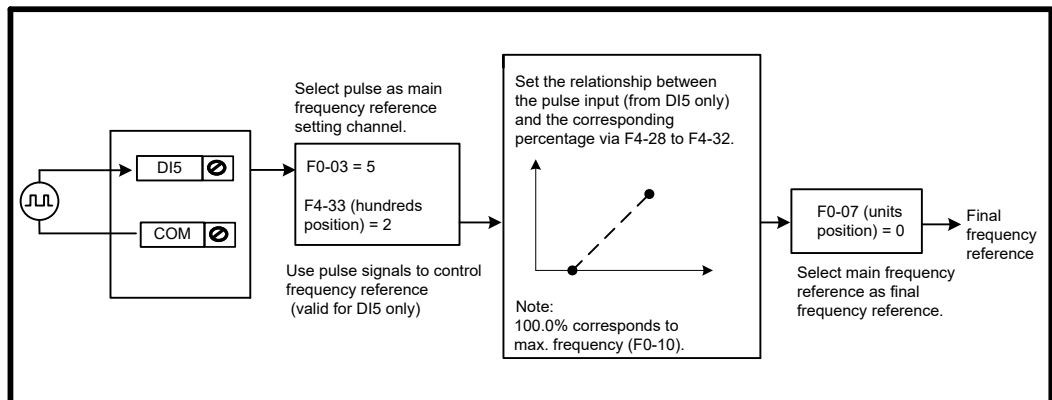 DI5
COM
Select pulse as main
frequency reference
setting channel.
F0-03 = 5
F4-33 (hundreds
position) = 2
Use pulse signals to control
frequency reference
(valid for DI5 only)
Set the relationship between
the pulse input (from DI5 only)
and the corresponding
percentage via F4-28 to F4-32.
Note:
100.0% corresponds to
max. frequency (F0-10).
F0-07 (units
position) = 0
Select main frequency
reference as final
frequency reference.
Final
frequency
reference